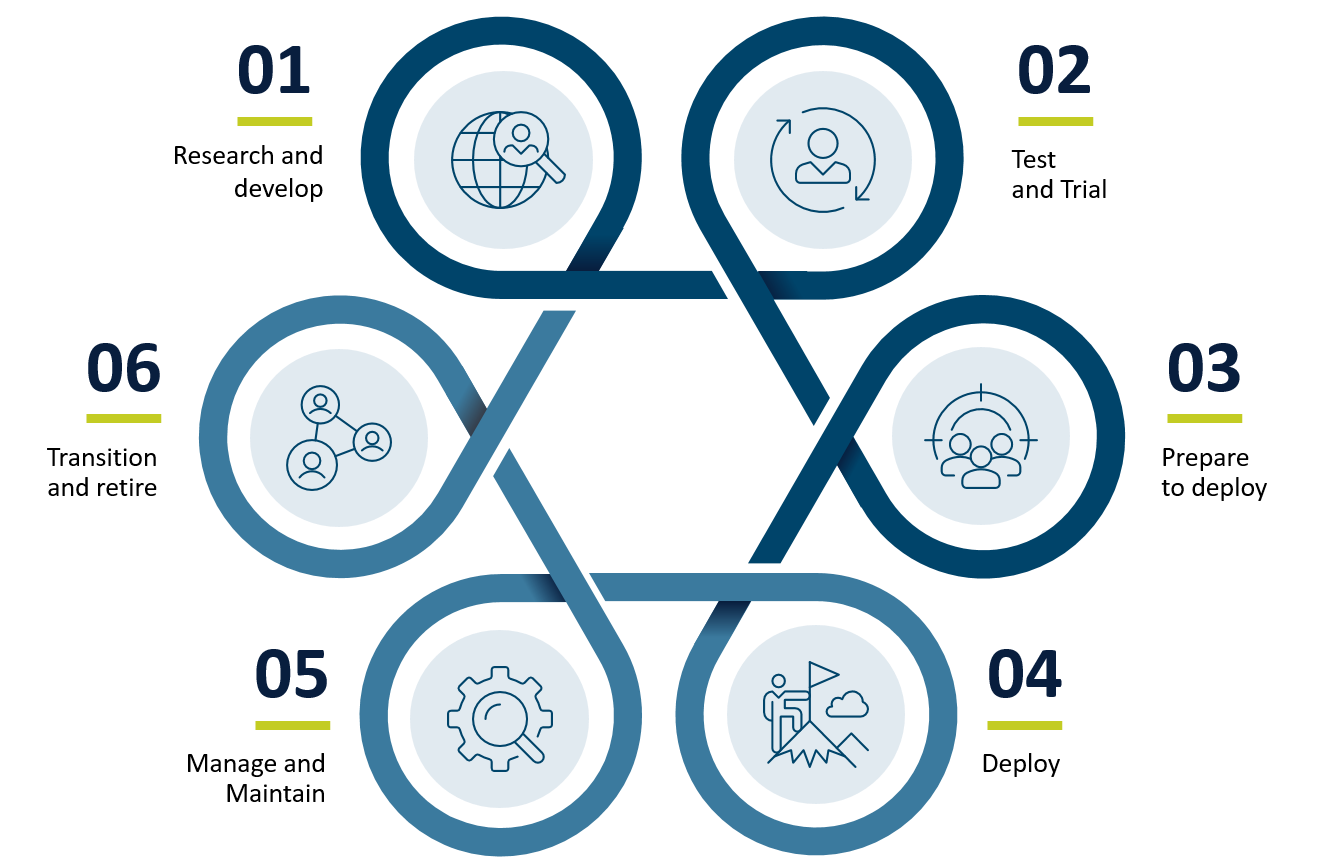 01
Research and
develop
02
Test
and Trial
03
Prepare
to deploy
04
Deploy
05
Manage and
Maintain
06
Transition
and retire